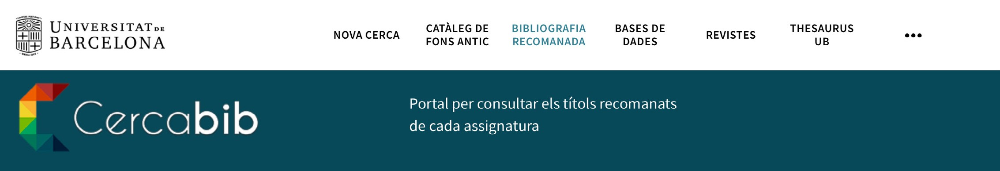 UNIVERSITAT DE
BARCELONA
NOVA CERCA
CATÀLEG DE
FONS ANTIC
BIBLIOGRAFIA
RECOMANADA
BASES DE
DADES
REVISTES
THESAURUS
UB
•••
Cercabib
Portal per consultar els títols recomanats
de cada assignatura